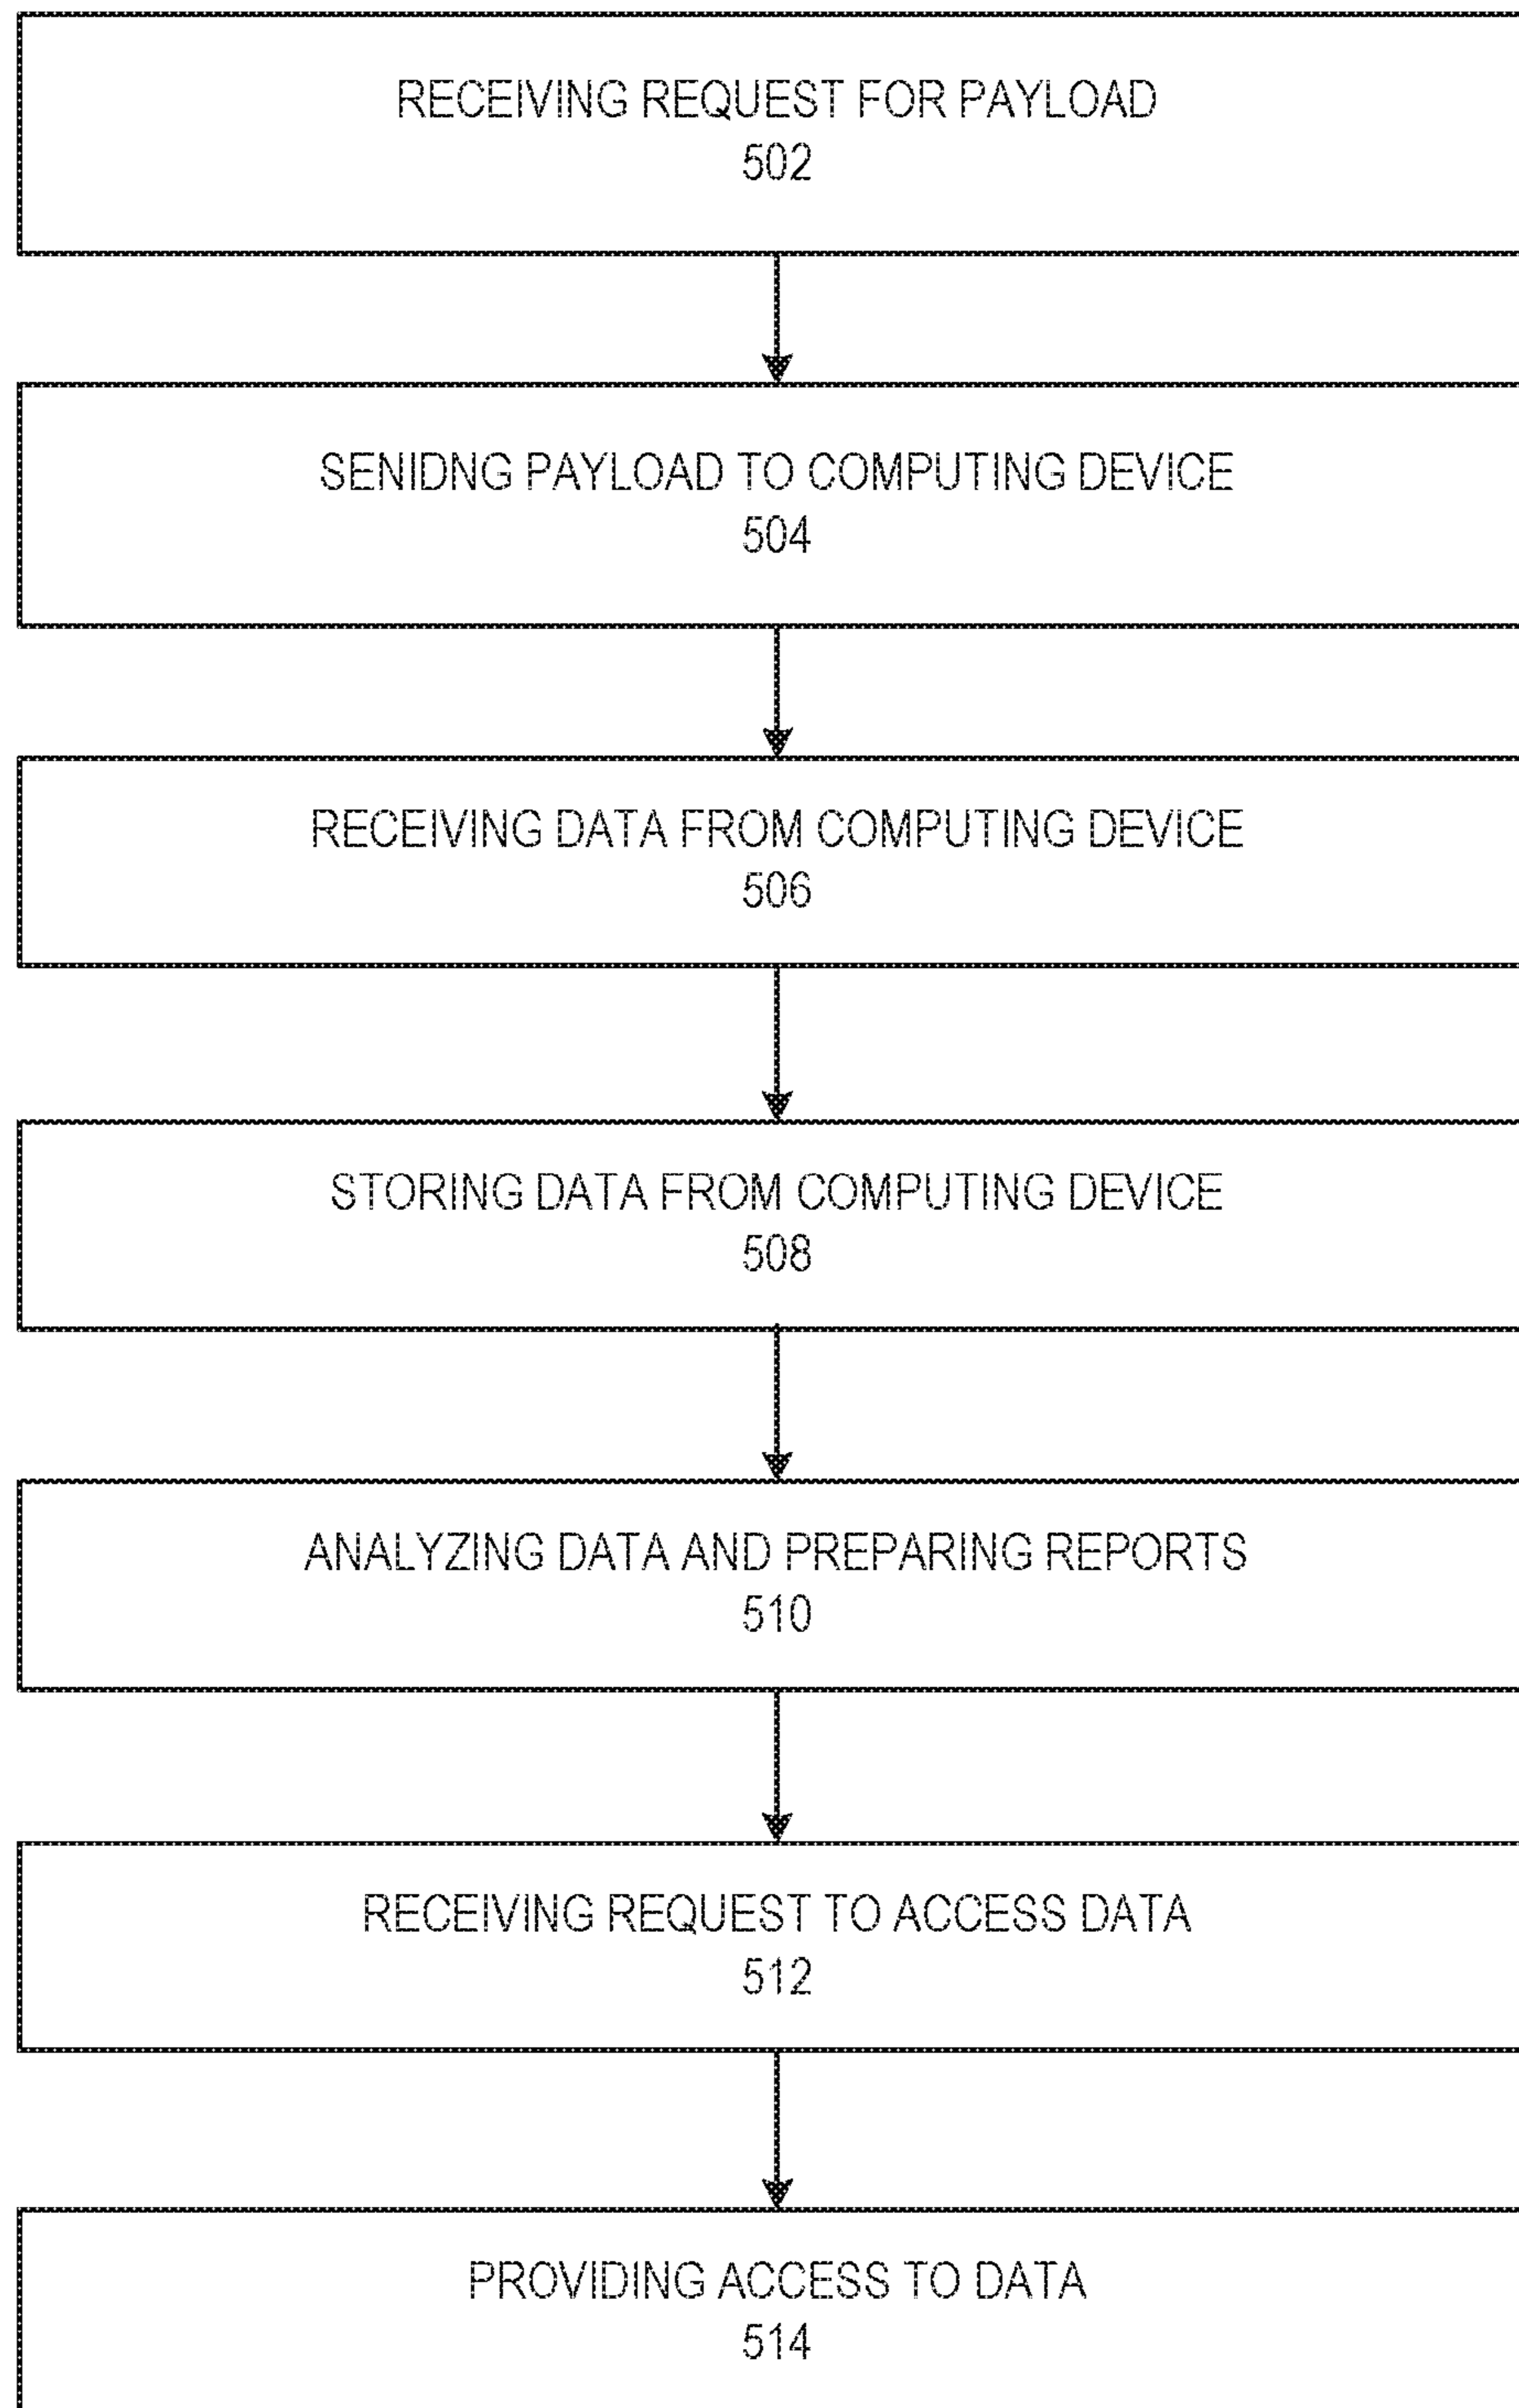 RECEIVING REQUEST FOR PAYLOAD
502
SENIDNG PAYLOAD TO COMPUTING DEVICE
504
RECEIVING DATA FROM COMPUTING DEVICE
506
STORING DATA FROM COMPUTING DEVICE
508
ANALYZING DATA AND PREPARING REPORTS
510
RECEIVING REQUEST TO ACCESS DATA
512
PROVIDING ACCESS TO DATA
514